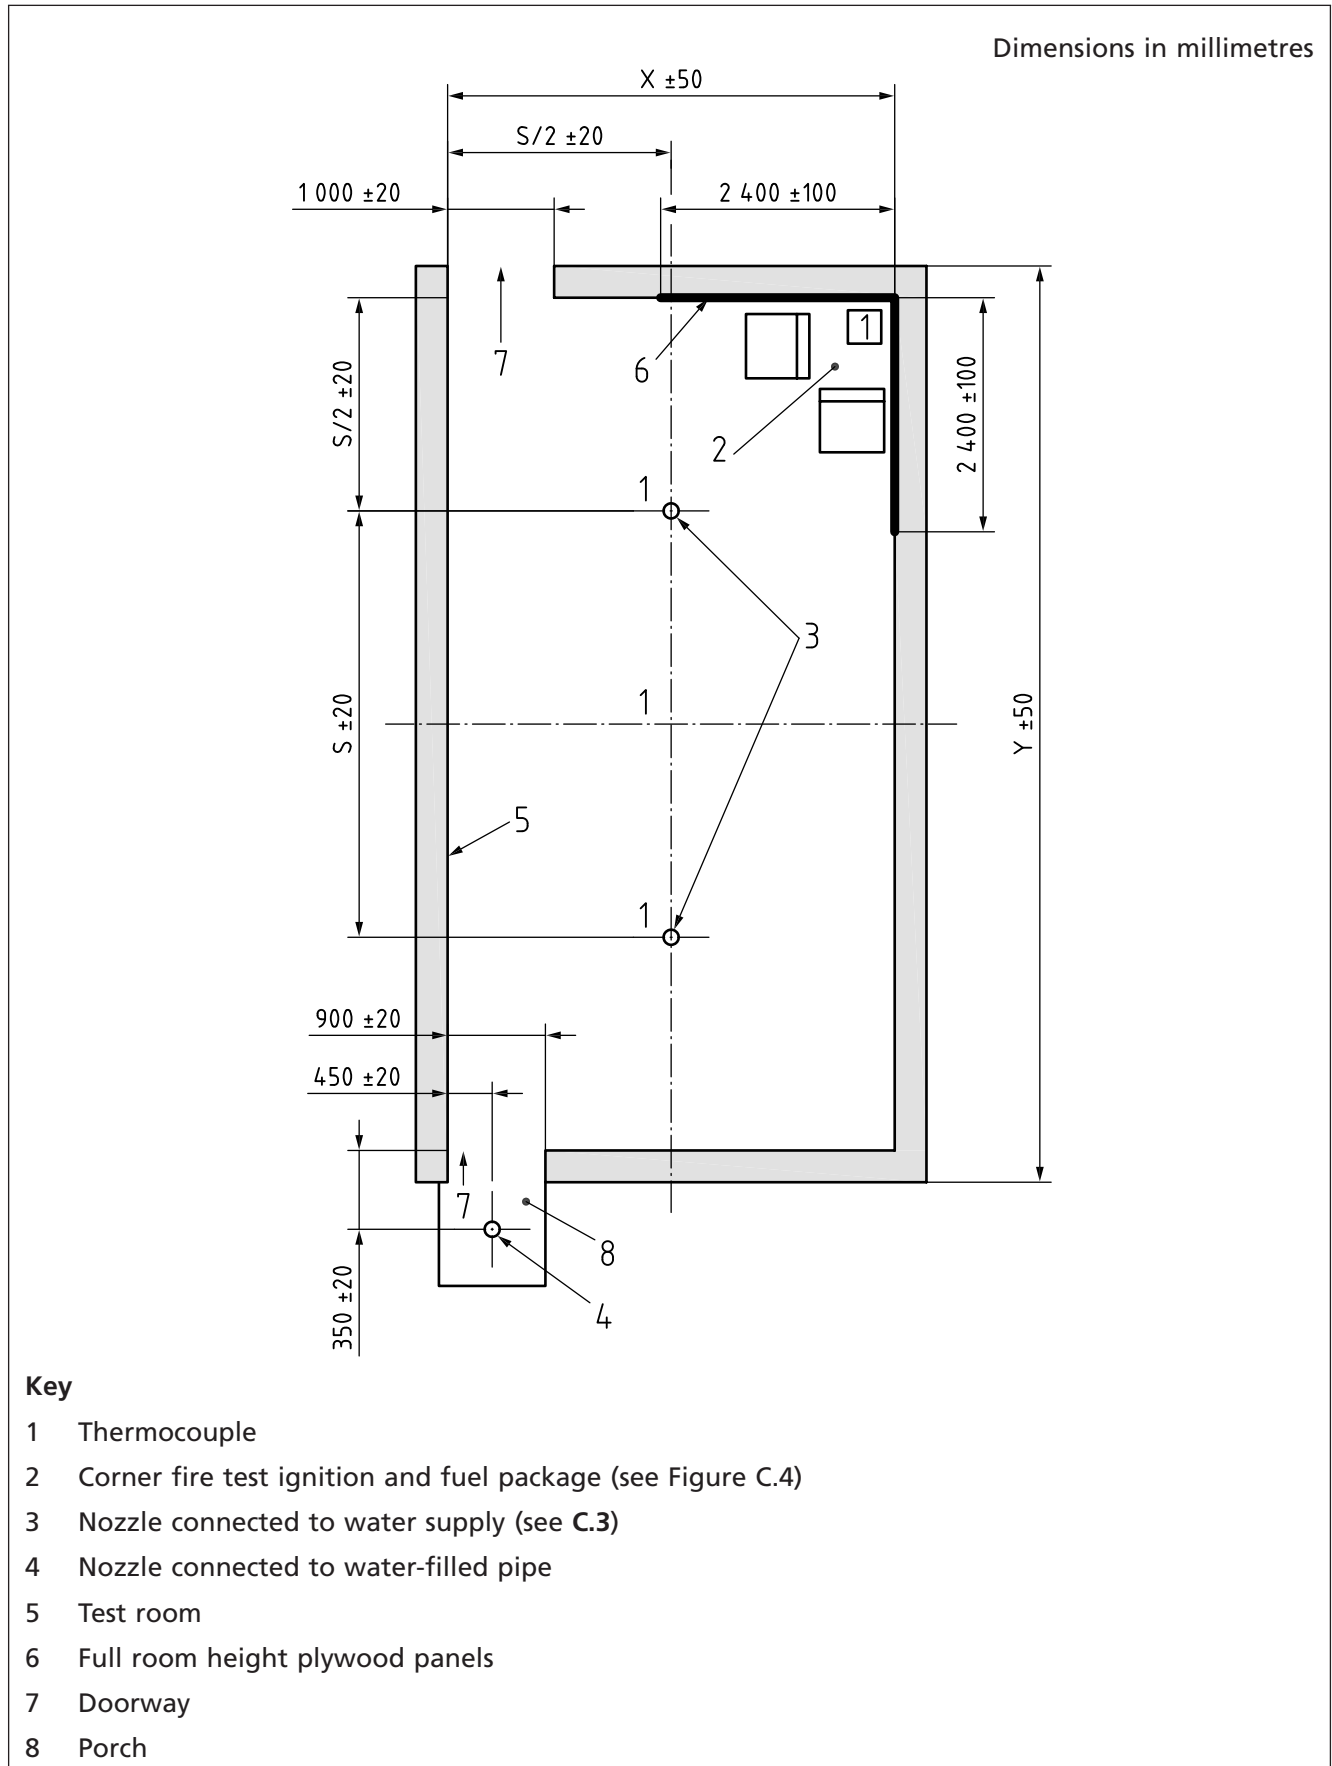 Dimensions in millimetres
X ±50
S/2 ±20
1 000 ±20
2 400 ±100
1
7
6
S/2 ±20
2 400 ±100
2
1
3
1
S ±20
Y ±50
5
1
900 ±20
450 ±20
7
8
350 ±20
4
Key
1 Thermocouple
2 Corner fire test ignition and fuel package (see Figure C.4)
3 Nozzle connected to water supply (see C.3)
4 Nozzle connected to water-filled pipe
5 Test room
6 Full room height plywood panels
7 Doorway
8 Porch